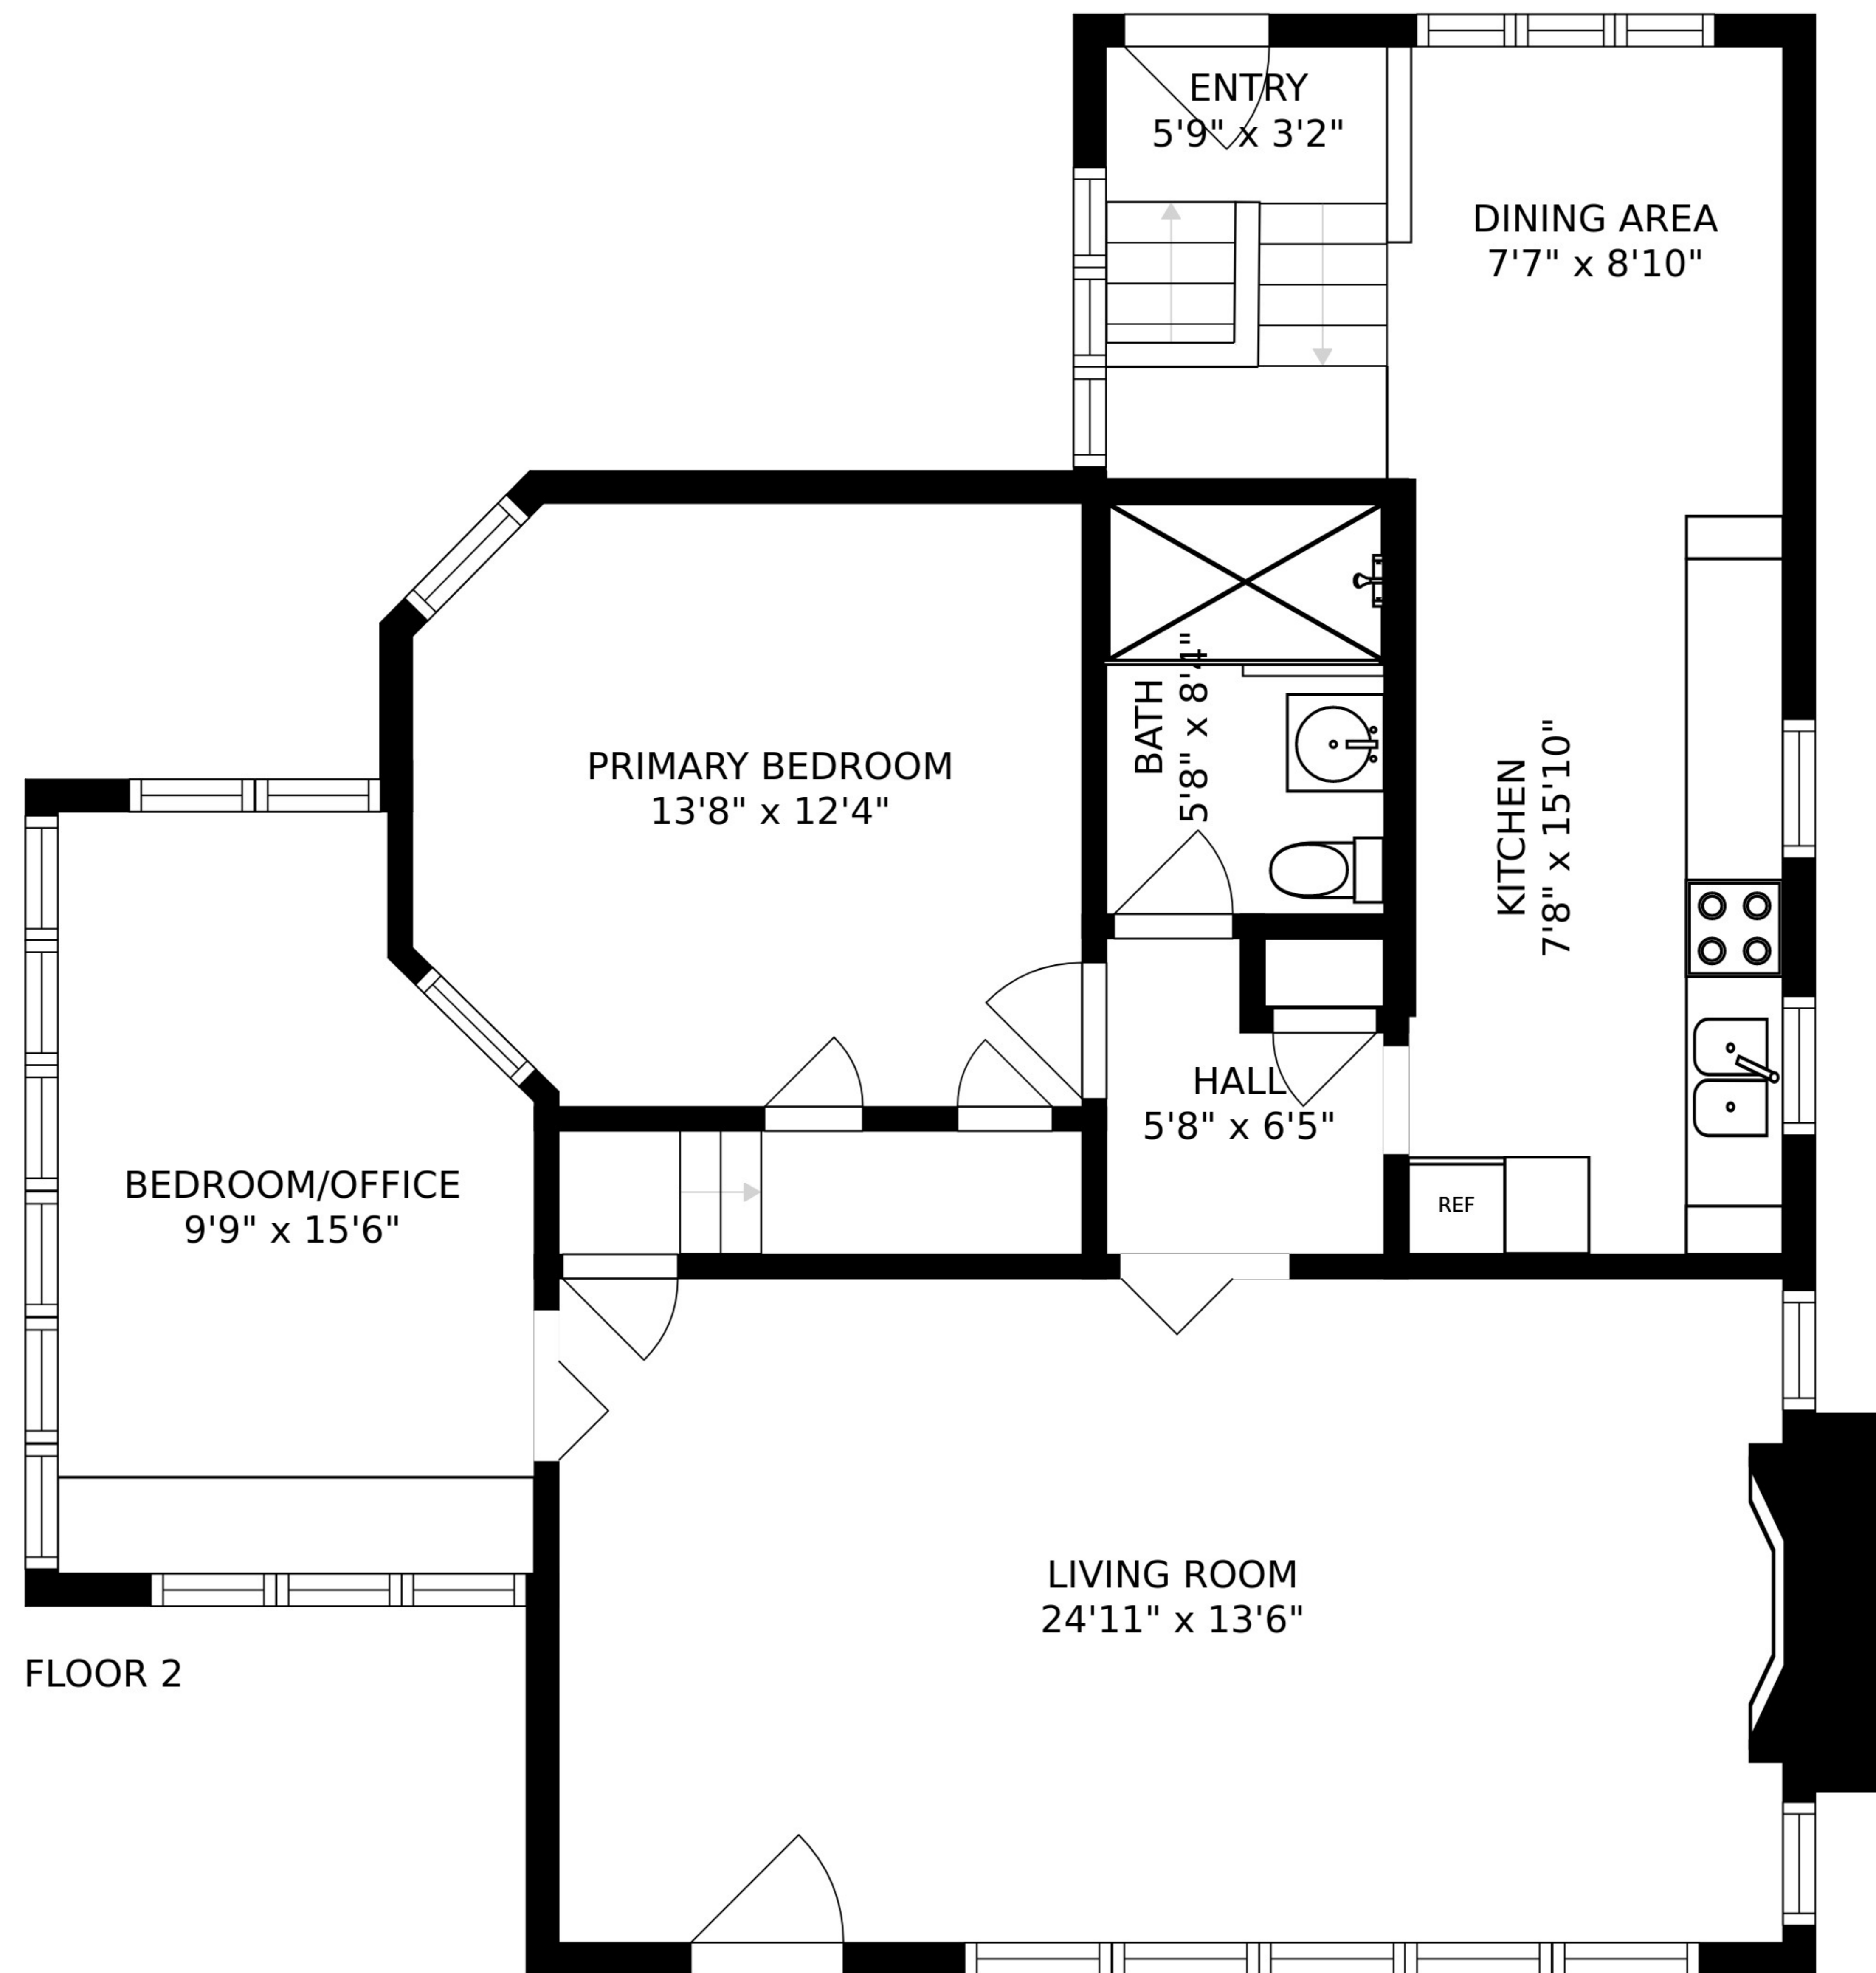 ENTRY
5'9" x 3'2"
DINING AREA
7'7" x 8'10"
PRIMARY BEDROOM
13'8" x 12'4"
BATH
5'8" x 8'4"
KITCHEN
7'8" x 15'10"
HALL
5'8" x 6'5"
BEDROOM/OFFICE
9'9" x 15'6"
REF
LIVING ROOM
24'11" x 13'6"
FLOOR 2